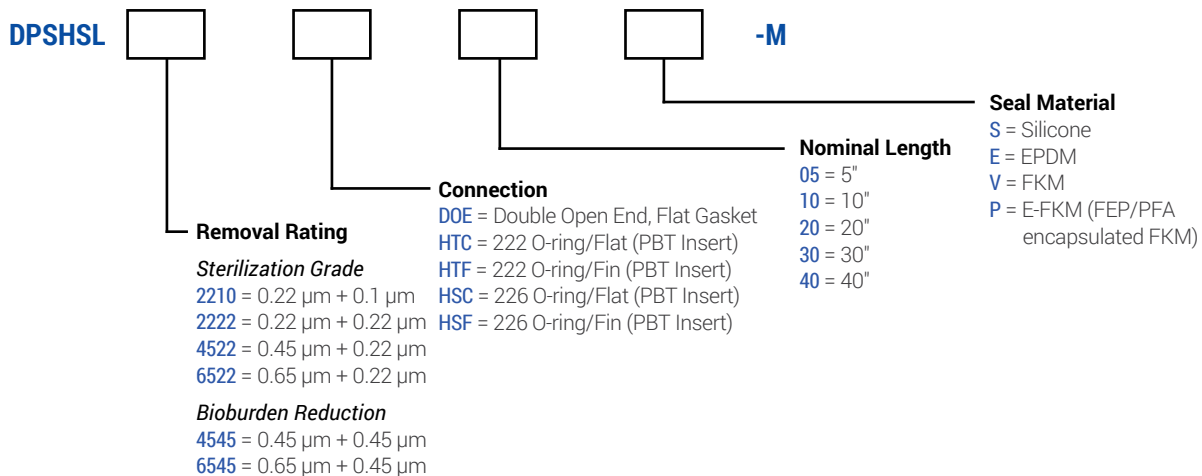 DPSHSL -M
Seal Material
S = Silicone
E = EPDM
V = FKM
P = E-FKM (FEP/PFA
encapsulated FKM)
Nominal Length
05 = 5"
10 = 10"
20 = 20"
30 = 30"
40 = 40"
Connection
DOE = Double Open End, Flat Gasket
HTC = 222 O-ring/Flat (PBT Insert)
HTF = 222 O-ring/Fin (PBT Insert)
HSC = 226 O-ring/Flat (PBT Insert)
HSF = 226 O-ring/Fin (PBT Insert)
Removal Rating
Sterilization Grade
2210 = 0.22 µm + 0.1 µm
2222 = 0.22 µm + 0.22 µm
4522 = 0.45 µm + 0.22 µm
6522 = 0.65 µm + 0.22 µm
Bioburden Reduction
4545 = 0.45 µm + 0.45 µm
6545 = 0.65 µm + 0.45 µm